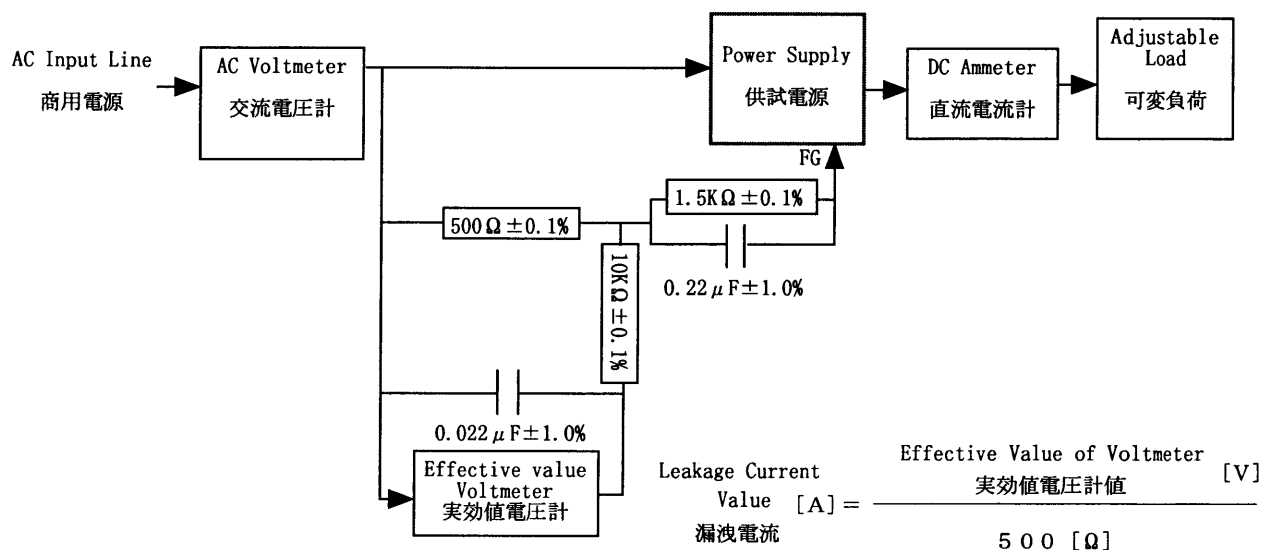 AC Input Line
商用電源
AC Voltmeter
交流電圧計
Power Supply
供試電源
DC Ammeter
直流電流計
Adjustable
Load
可変負荷
FG
1.5KΩ±0.1%
500Ω±0.1%
10KΩ±0.1%
0.22μF±1.0%
0.022μF±1.0%
Effective value
Voltmeter
実効値電圧計
Leakage Current
Value [A]=
漏洩電流
Effective Value of Voltmeter
実効値電圧計値 [V]
500 [Ω]